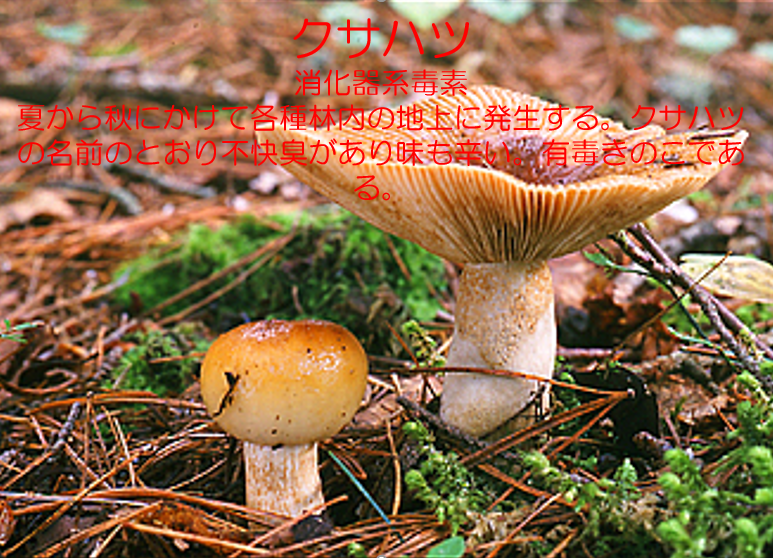 クサハツ
消化器系毒素
夏から秋にかけて各種林内の地上に発生する。クサハツ
の名前のとおり不快臭があり味も辛い。有毒きのこであ
る。